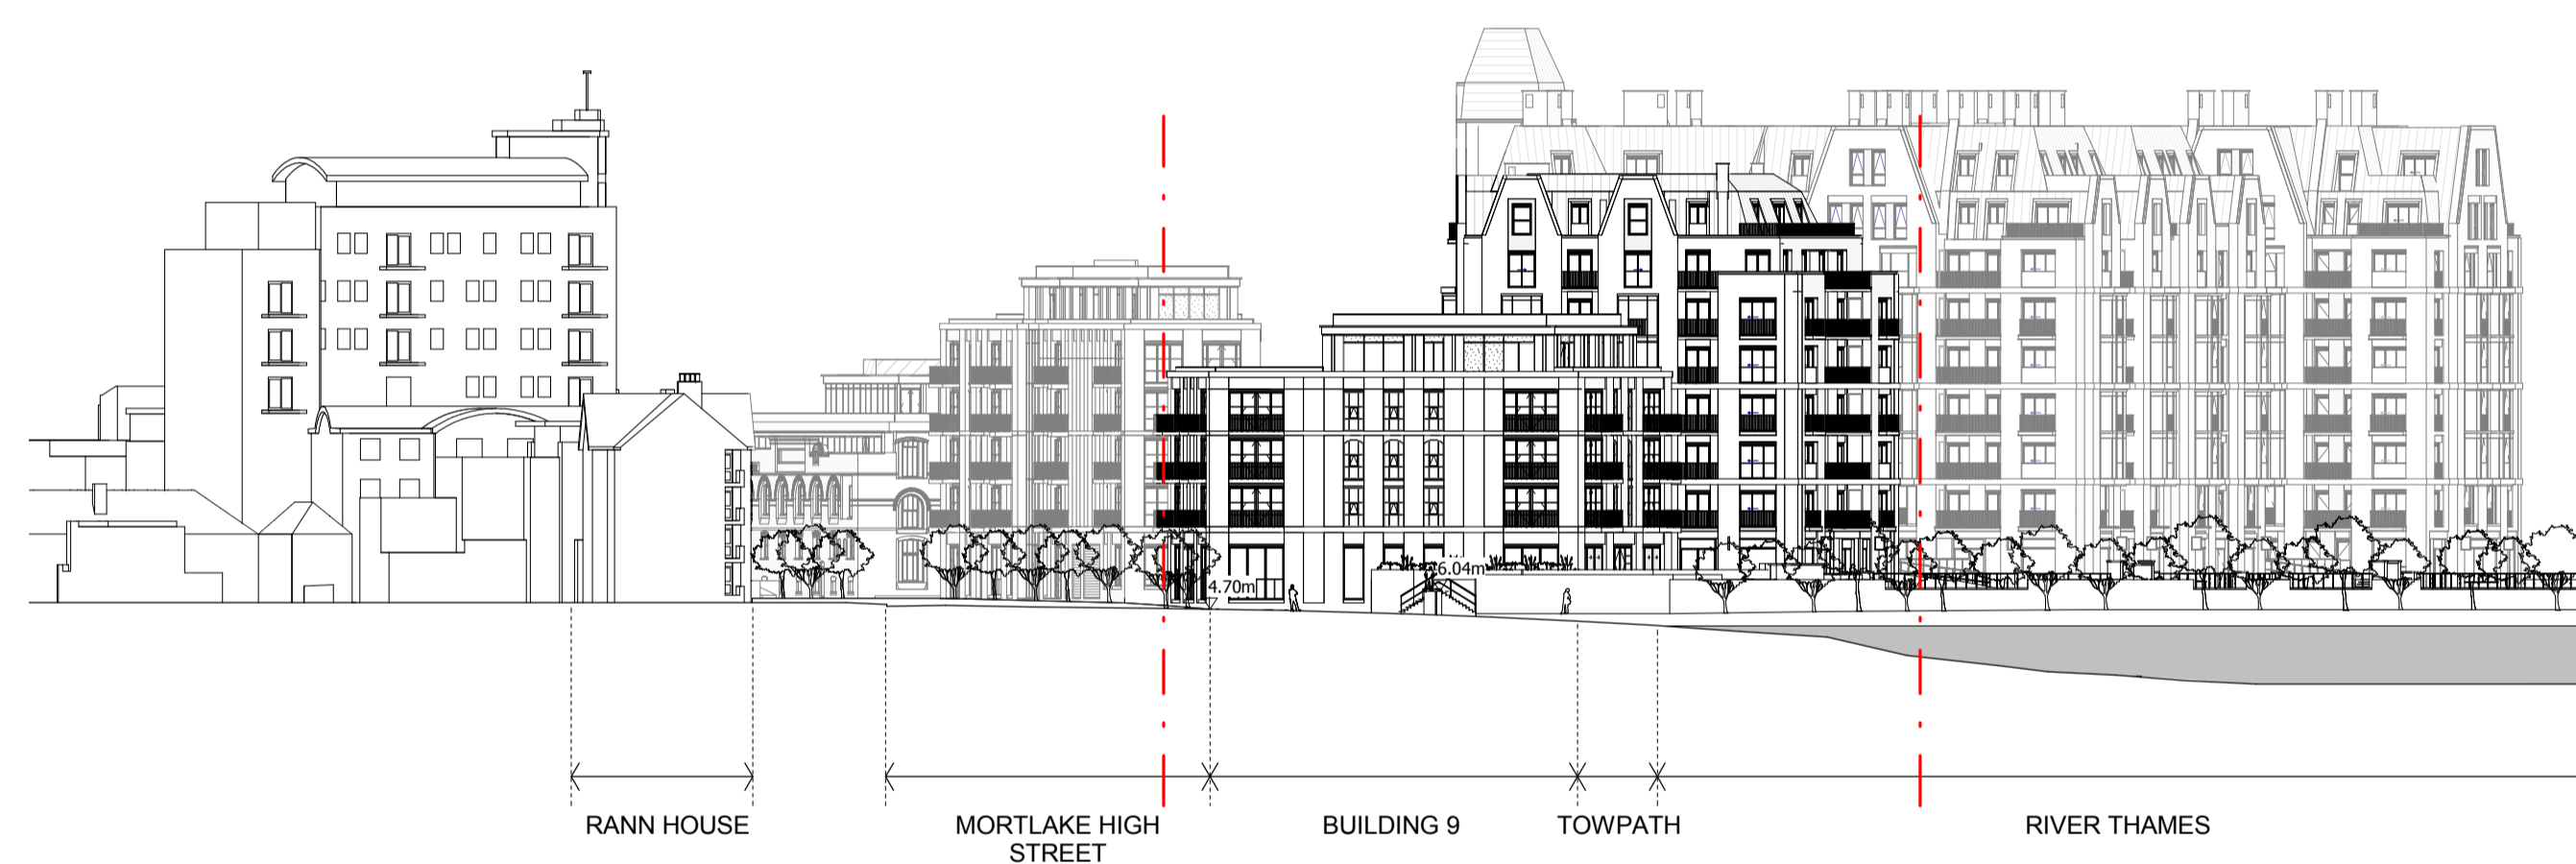 6.04m
4.70m
RANN HOUSE
MORTLAKE HIGH
STREET
BUILDING 9
TOWPATH
RIVER THAMES